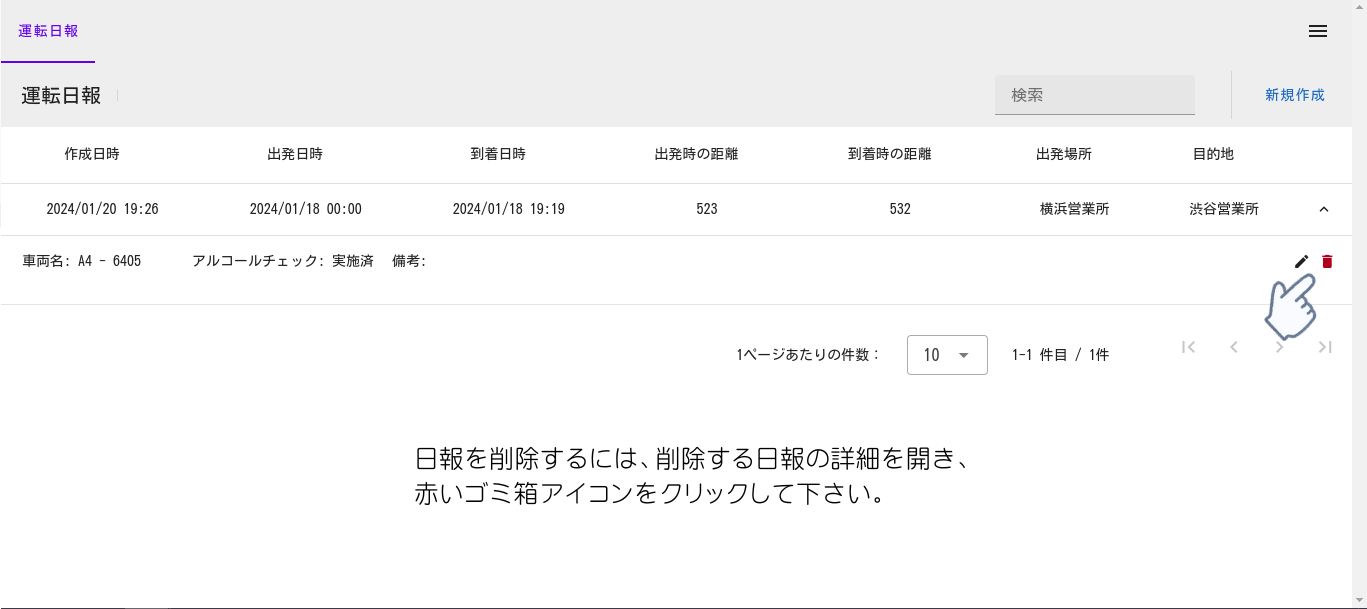 運転日報
運転日報 検索 新規作成
作成日時 出発日時 到着日時 出発時の距離 到着時の距離 出発場所 目的地
2024/01/20 19:26 2024/01/18 00:00 2024/01/18 19:19 523 532 横浜営業所 渋谷営業所
車両名: A4 - 6405 アルコールチェック: 実施済 備考:
1ページあたりの件数： 10 1-1 件目 / 1件
日報を削除するには、削除する日報の詳細を開き、
赤いゴミ箱アイコンをクリックして下さい。